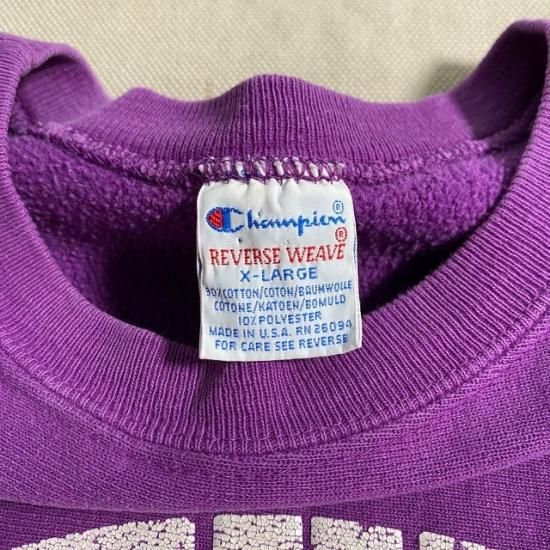 Champion®
REVERSE WEAVE®
X-LARGE
90%COTTON/COTON/BAUMWOLLE
COTONE/KATOEN/BOMULD
10% POLYESTER
MADE IN U.S.A. RN 26094
FOR CARE SEE REVERSE